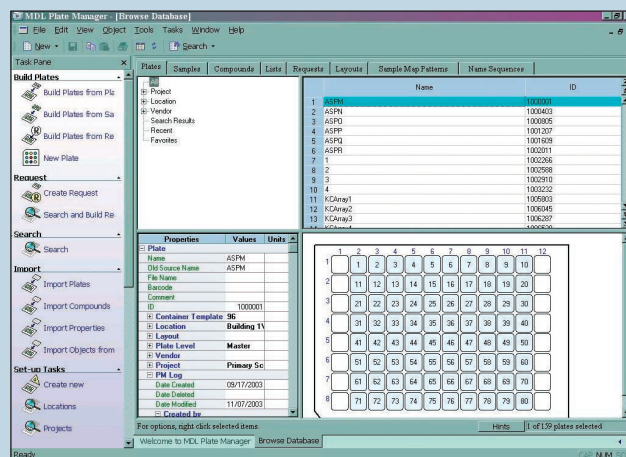 MDL Plate Manager - [Browse Database]
File Edit View Object Tools Tasks Window Help
New Search
Task Pane x
Build Plates
Build Plates from Pla
Build Plates from Sa
Build Plates from Re
New Plate
Request
Create Request
Search and Build Re
Search
Search
Import
Import Plates
Import Compounds
Import Properties
Import Objects from
Set-up Tasks
Create new
Locations
Projects
Plates Samples Compounds Lists Requests Layouts Sample Map Patterns Name Sequences
All
Project
Location
Vendor
Search Results
Recent
Favorites
Name ID
1 ASPM 1000001
2 ASPN 1000403
3 ASPO 1000805
4 ASPP 1001207
5 ASPQ 1001609
6 ASPR 1002011
7 1 1002266
8 2 1002588
9 3 1002910
10 4 1003232
11 KCArray1 1005803
12 KCArray2 1006045
13 KCArray3 1006287
Properties Values Units
Plate
Name ASPM
Old Source Name ASPM
File Name
Barcode
Comment
ID 1000001
Container Template 96
Location Building 1\
Layout
Plate Level Master
Vendor
Project Primary Sc
PM Log
Date Created 09/17/2003
Date Deleted
Date Modified 11/07/2003
Created by
1 2 3 4 5 6 7 8 9 10 11 12
1 1 2 3 4 5 6 7 8 9 10
2 11 12 13 14 15 16 17 18 19 20
3 21 22 23 24 25 26 27 28 29 30
4 31 32 33 34 35 36 37 38 39 40
5 41 42 43 44 45 46 47 48 49 50
6 51 52 53 54 55 56 57 58 59 60
7 61 62 63 64 65 66 67 68 69 70
8 71 72 73 74 75 76 77 78 79 80
For options, right click selected items. Hints 1 of 159 plates selected
Welcome to MDL Plate Manager Browse Database
Ready CAP NUM SC